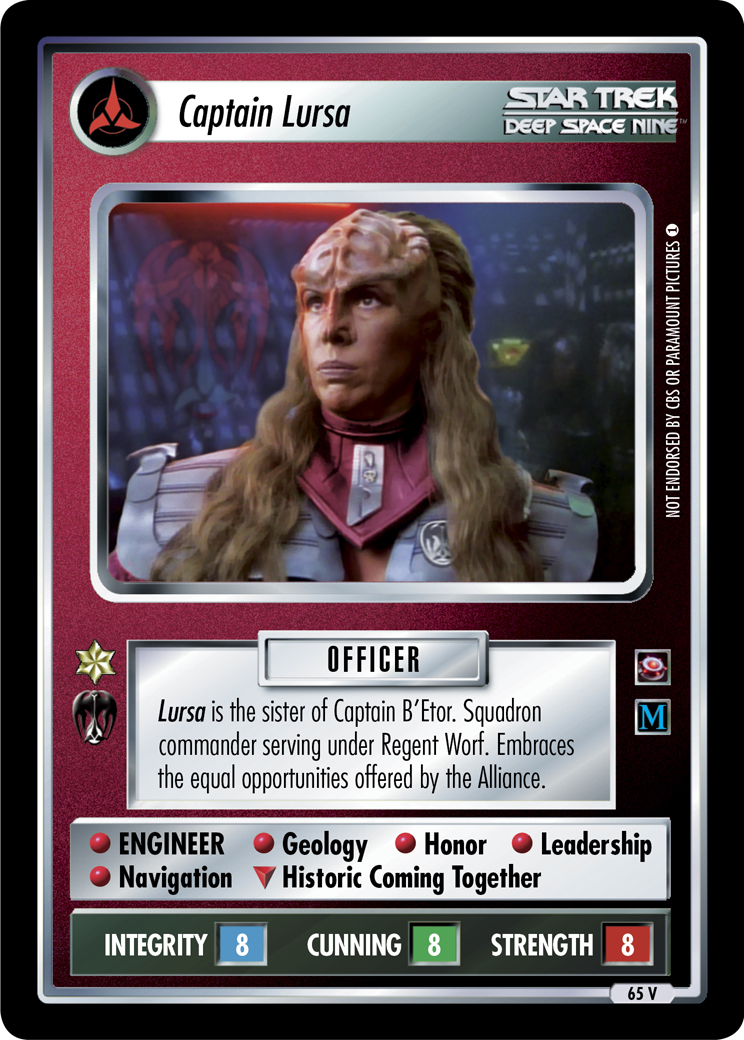 Captain Lursa
STAR TREK
DEEP SPACE NINE™
NOT ENDORSED BY CBS OR PARAMOUNT PICTURES 1
OFFICER
M
Lursa is the sister of Captain B'Etor. Squadron
commander serving under Regent Worf. Embraces
the equal opportunities offered by the Alliance.
ENGINEER Geology Honor Leadership
Navigation Historic Coming Together
INTEGRITY 8 CUNNING 8 STRENGTH 8
65 V